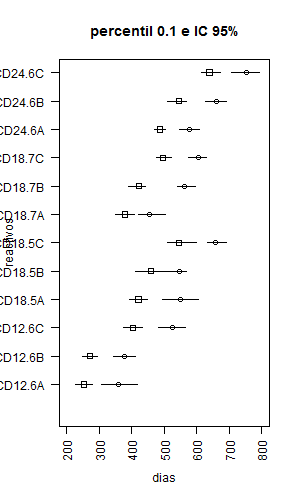 percentil 0.1 e IC 95%
CD24.6C
CD24.6B
CD24.6A
CD18.7C
CD18.7B
CD18.7A
CD18.5C
reativos
CD18.5B
CD18.5A
CD12.6C
CD12.6B
CD12.6A
200 300 400 500 600 700 800
dias